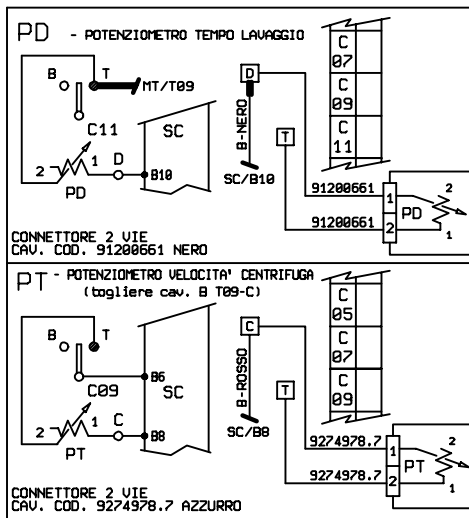 PD - POTENZIOMETRO TEMPO LAVAGGIO
B T MT/T09
C11 SC
2 1 D B10
PD
D
B-NERO
T
SC/B10
C 07
C 09
C 11
91200661 1 2
91200661 2 PD 1
CONNETTORE 2 VIE
CAV. COD. 91200661 NERO
PT - POTENZIOMETRO VELOCITA' CENTRIFUGA
(togliere cav. B T09-C)
B T
C09 B6 SC
2 1 C B8
PT
C
B-ROSSO
T
SC/B8
C 05
C 07
C 09
9274978.7 1 2
9274978.7 2 PT 1
CONNETTORE 2 VIE
CAV. COD. 9274978.7 AZZURRO